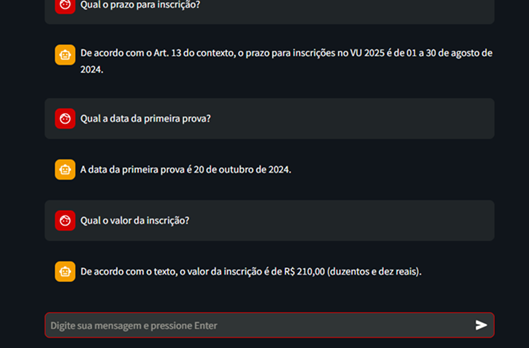 Qual o prazo para inscrição?
De acordo com o Art. 13 do contexto, o prazo para inscrições no VU 2025 é de 01 a 30 de agosto de
2024.
Qual a data da primeira prova?
A data da primeira prova é 20 de outubro de 2024.
Qual o valor da inscrição?
De acordo com o texto, o valor da inscrição é de R$ 210,00 (duzentos e dez reais).
Digite sua mensagem e pressione Enter